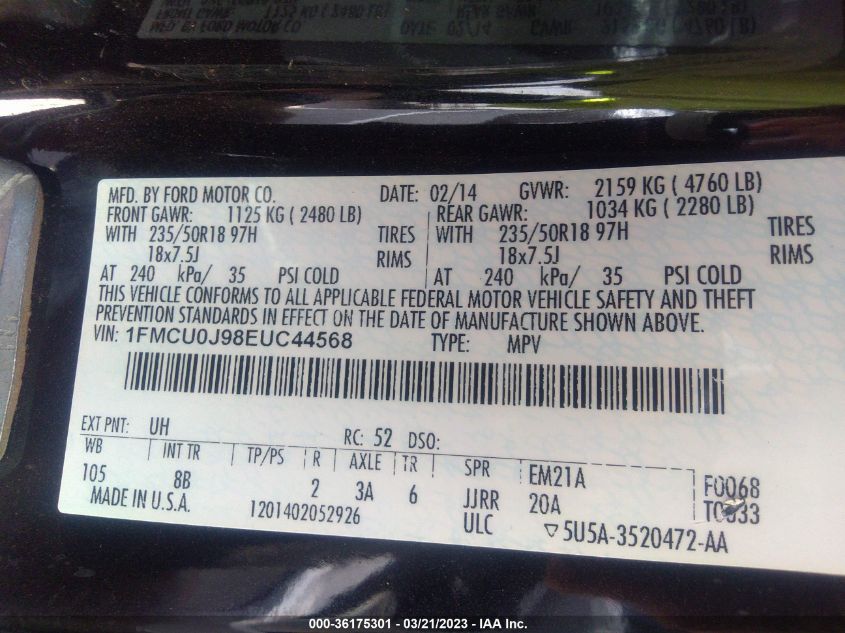 MFD. BY FORD MOTOR CO. DATE: 02/14 GVWR: 2159 KG ( 4760 LB)
FRONT GAWR: 1125 KG ( 2480 LB) REAR GAWR: 1034 KG ( 2280 LB)
WITH 235/50R18 97H TIRES WITH 235/50R18 97H TIRES
18x7.5J RIMS 18x7.5J RIMS
AT 240 kPa/ 35 PSI COLD AT 240 kPa/ 35 PSI COLD
THIS VEHICLE CONFORMS TO ALL APPLICABLE FEDERAL MOTOR VEHICLE SAFETY AND THEFT
PREVENTION STANDARDS IN EFFECT ON THE DATE OF MANUFACTURE SHOWN ABOVE.
VIN: 1FMCU0J98EUC44568 TYPE: MPV
EXT PNT: UH RC: 52 DSO:
WB INT TR TP/PS R AXLE TR SPR EM21A F0068
105 8B 2 3A 6 JJRR 20A
MADE IN U.S.A. 1201402052926 ULC ▽5U5A-3520472-AA
000-36175301 - 03/21/2023 - IAA Inc.